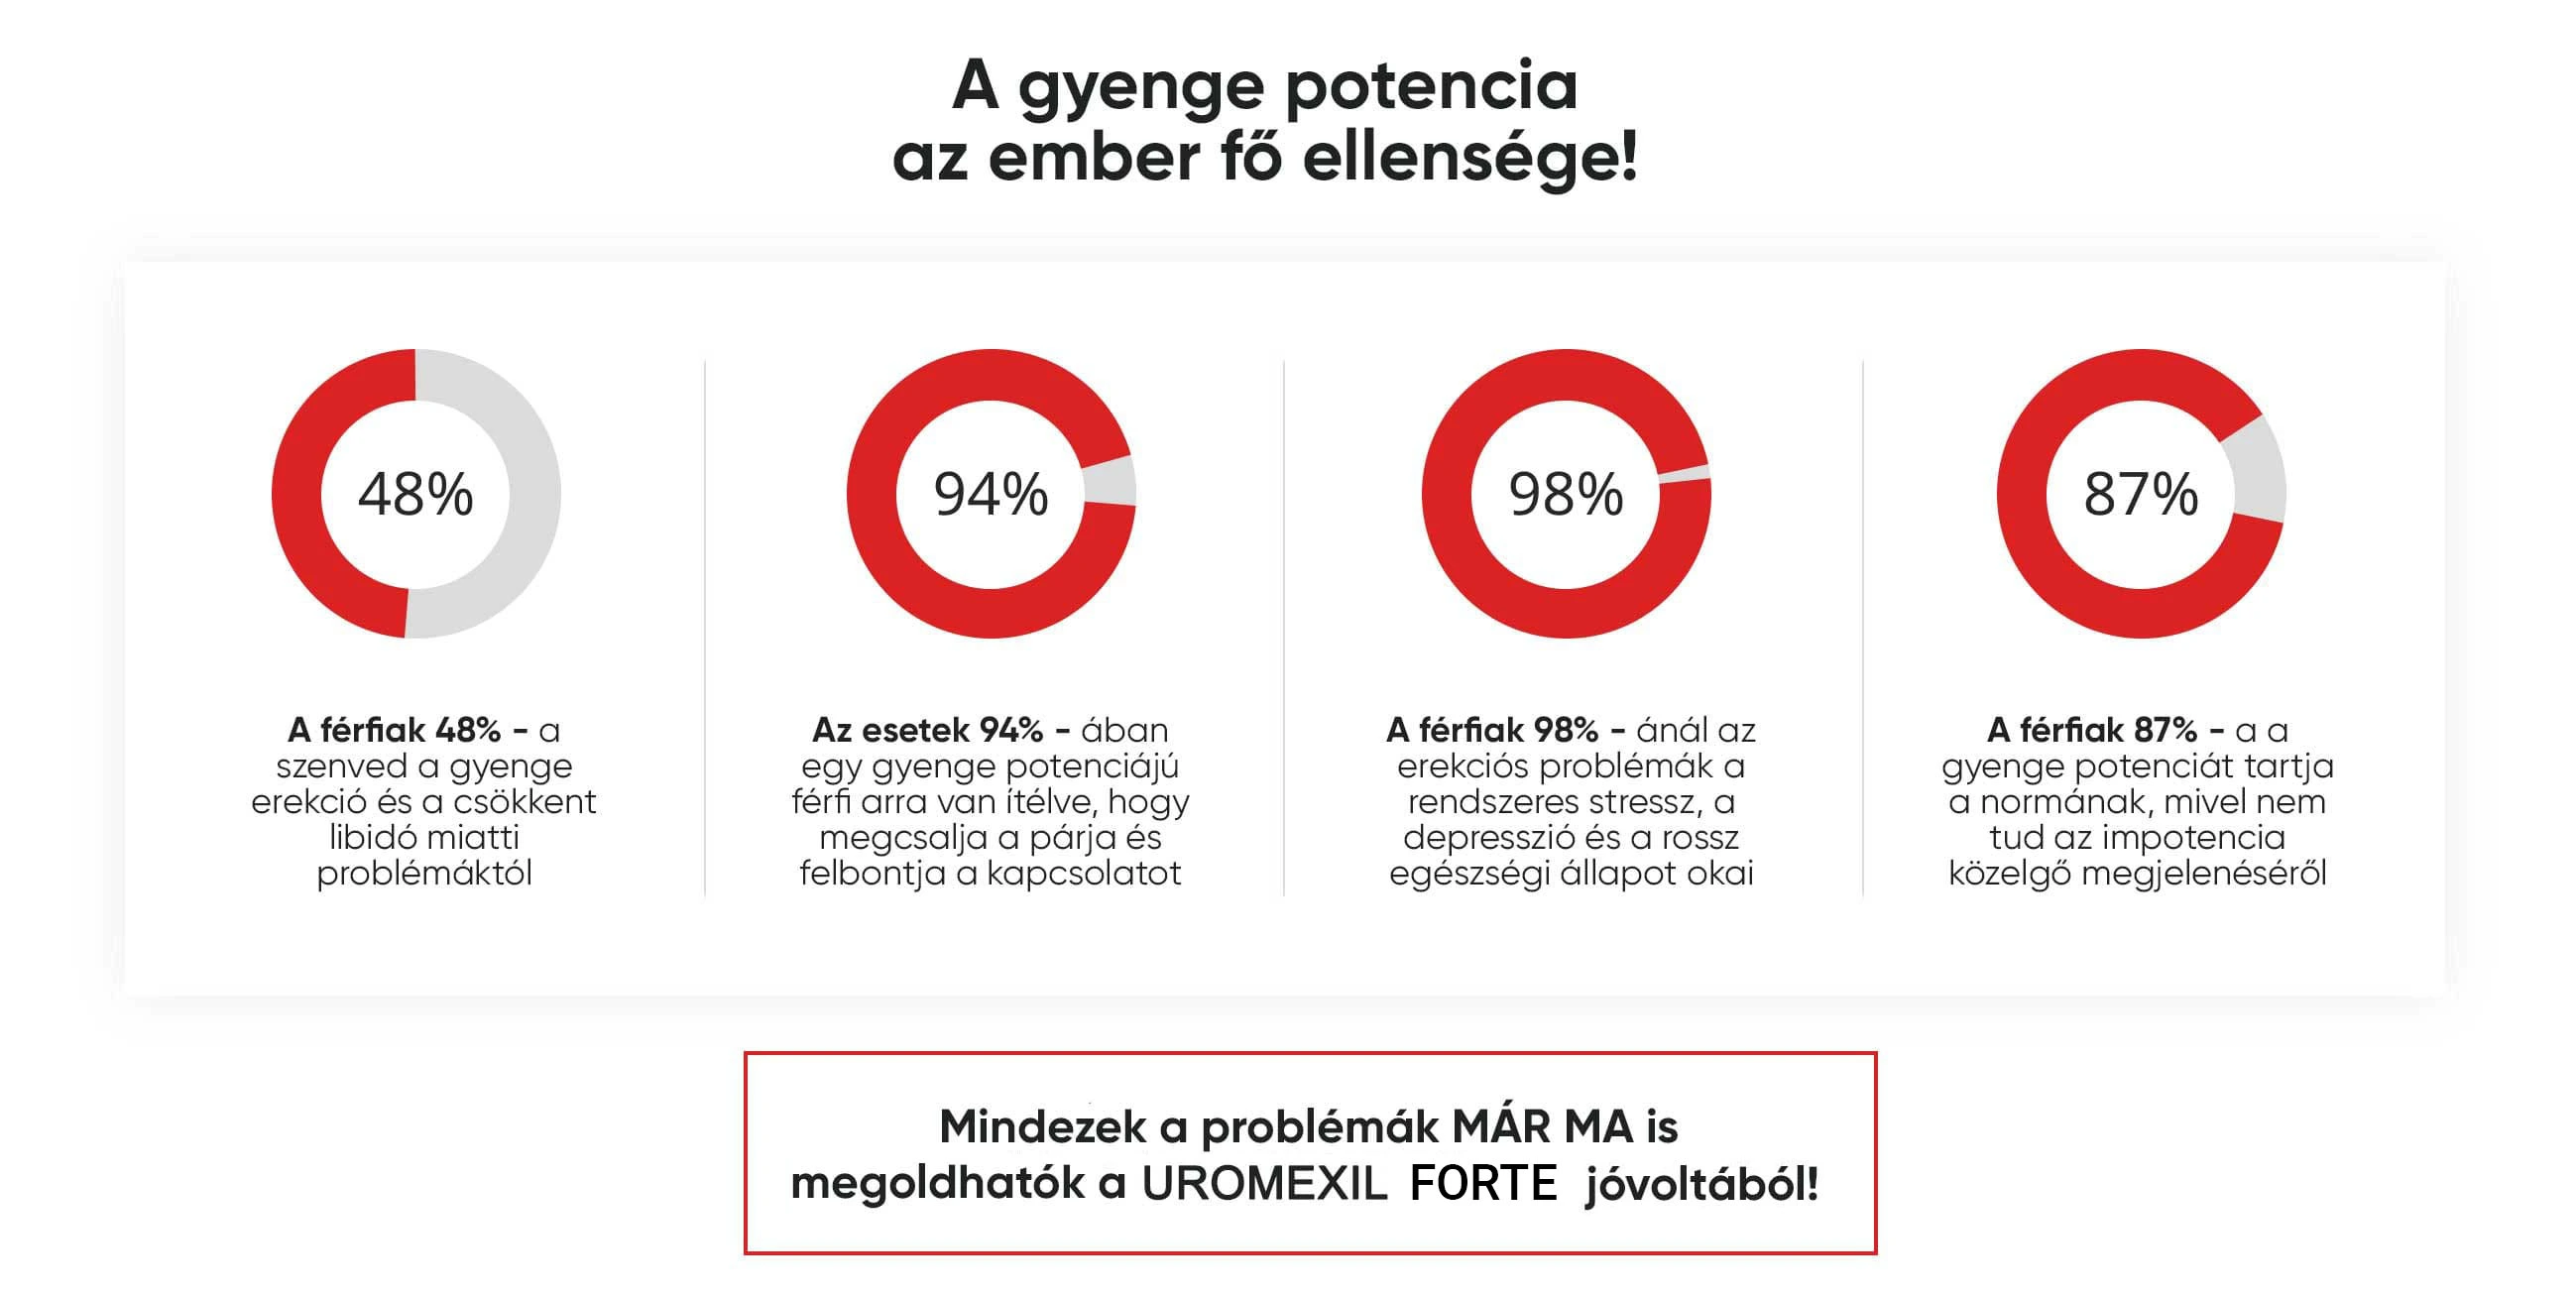 A gyenge potencia
az ember fő ellensége!
48%
94%
98%
87%
A férfiak 48% - a
szenved a gyenge
erekció és a csökkent
libidó miatti
problémáktól
Az esetek 94% - ában
egy gyenge potenciájú
férfi arra van ítélve, hogy
megcsalja a párja és
felbontja a kapcsolatot
A férfiak 98% - ánál az
erekciós problémák a
rendszeres stressz, a
depresszió és a rossz
egészségi állapot okai
A férfiak 87% - a a
gyenge potenciát tartja
a normának, mivel nem
tud az impotencia
közelgő megjelenéséről
Mindezek a problémák MÁR MA is
megoldhatók a UROMEXIL FORTE jóvoltából!